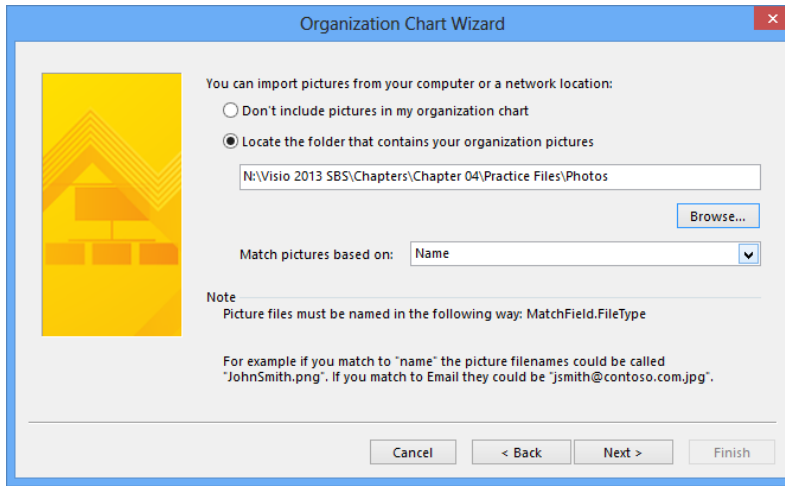 Organization Chart Wizard
You can import pictures from your computer or a network location:
Don't include pictures in my organization chart
Locate the folder that contains your organization pictures
N:\Visio 2013 SBS\Chapters\Chapter 04\Practice Files\Photos
Browse...
Match pictures based on: Name
Note
Picture files must be named in the following way: MatchField.FileType
For example if you match to "name" the picture filenames could be called
"JohnSmith.png". If you match to Email they could be "jsmith@contoso.com.jpg".
Cancel < Back Next > Finish